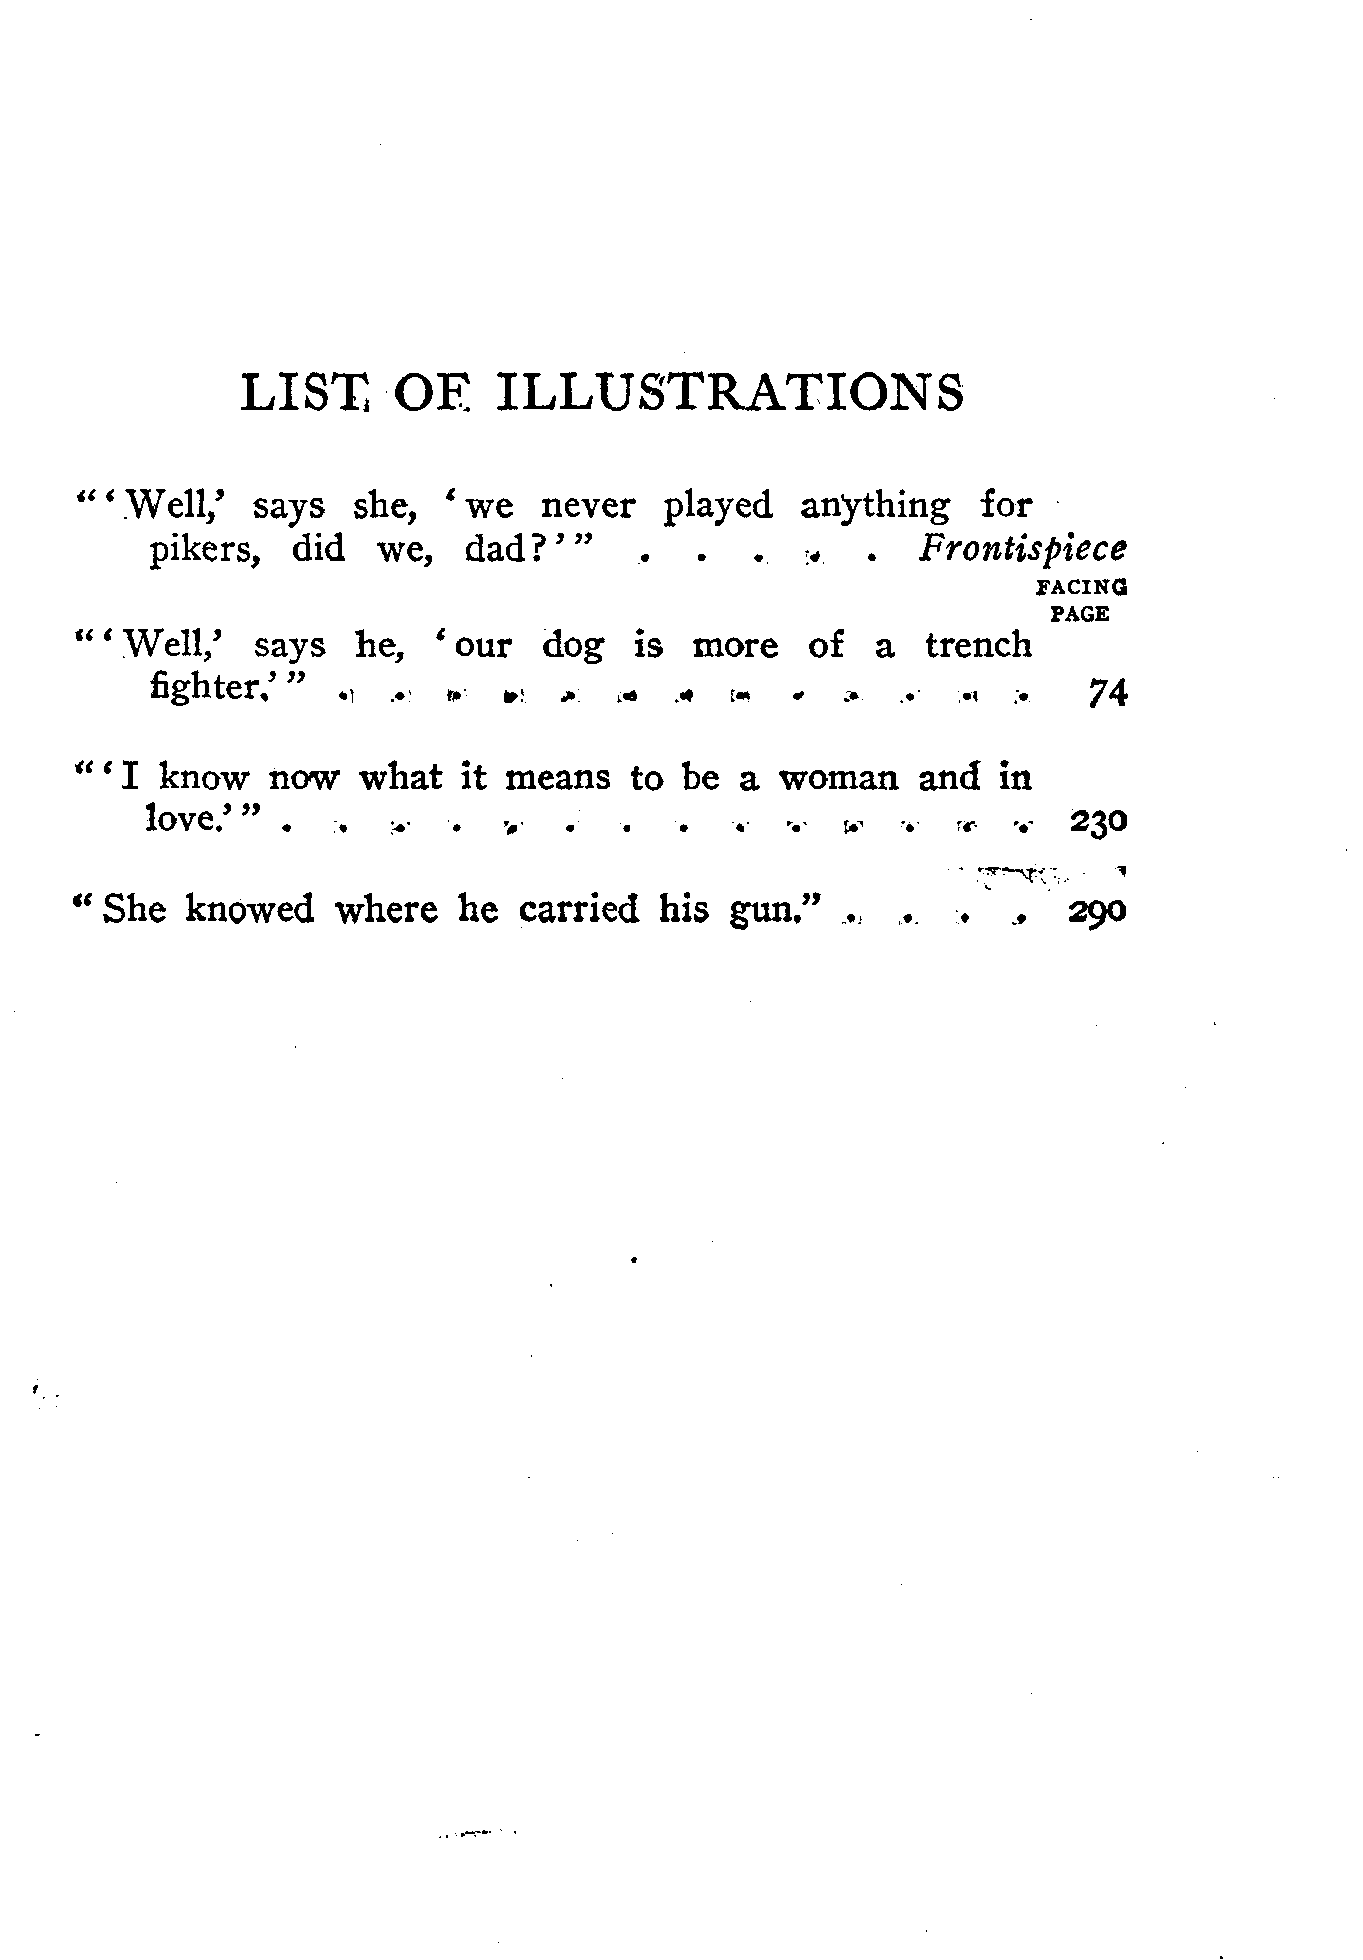 LIST OF ILLUSTRATIONS
“‘Well,’ says she, ‘we never played anything for
pikers, did we, dad?’” . . . . . Frontispiece
FACING
PAGE
“‘Well,’ says he, ‘our dog is more of a trench
fighter.’” . . . . . . . . . . . . . 74
“‘I know now what it means to be a woman and in
love.’” . . . . . . . . . . . . . . 230
“She knowed where he carried his gun.” . . . . 290